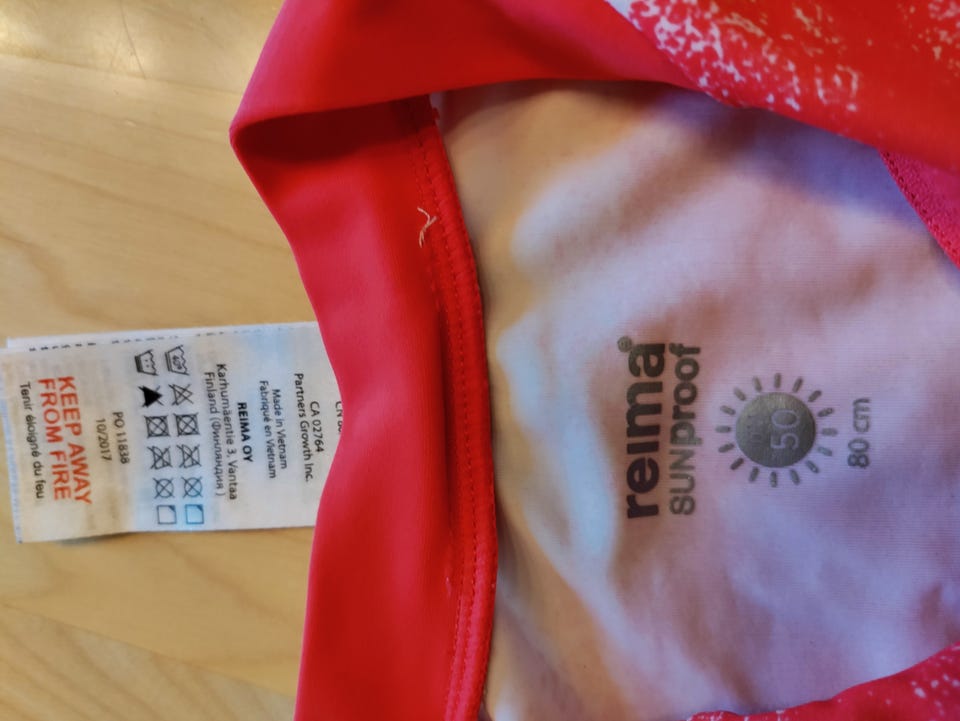 reima®
SUNproof
50
80 cm
CA 02764
Partners Growth Inc.
Made in Vietnam
Fabriqué en Vietnam
REIMA OY
Karhumäentie 3, Vantaa
Finland (Финляндия)
PO 11838
10/2017
KEEP AWAY
FROM FIRE
Tenir éloigné du feu